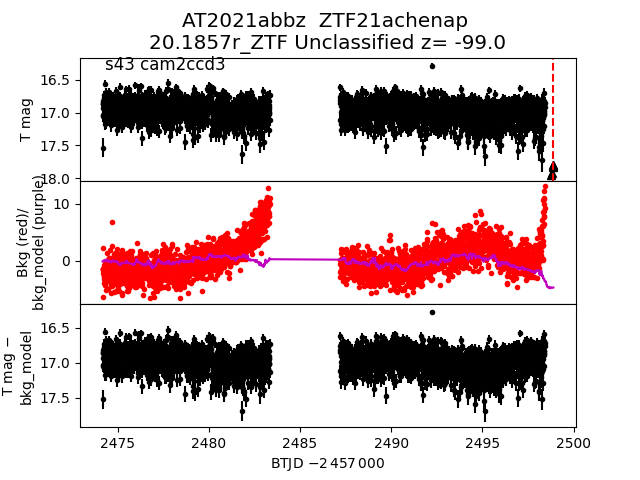 AT2021abbz  ZTF21achenap
20.1857r_ZTF Unclassified z= -99.0
s43 cam2ccd3
16.5
17.0
17.5
18.0
T mag
10
0
Bkg (red)/
bkg_model (purple)
16.5
17.0
17.5
T mag −
bkg_model
2475
2480
2485
2490
2495
2500
BTJD −2 457 000